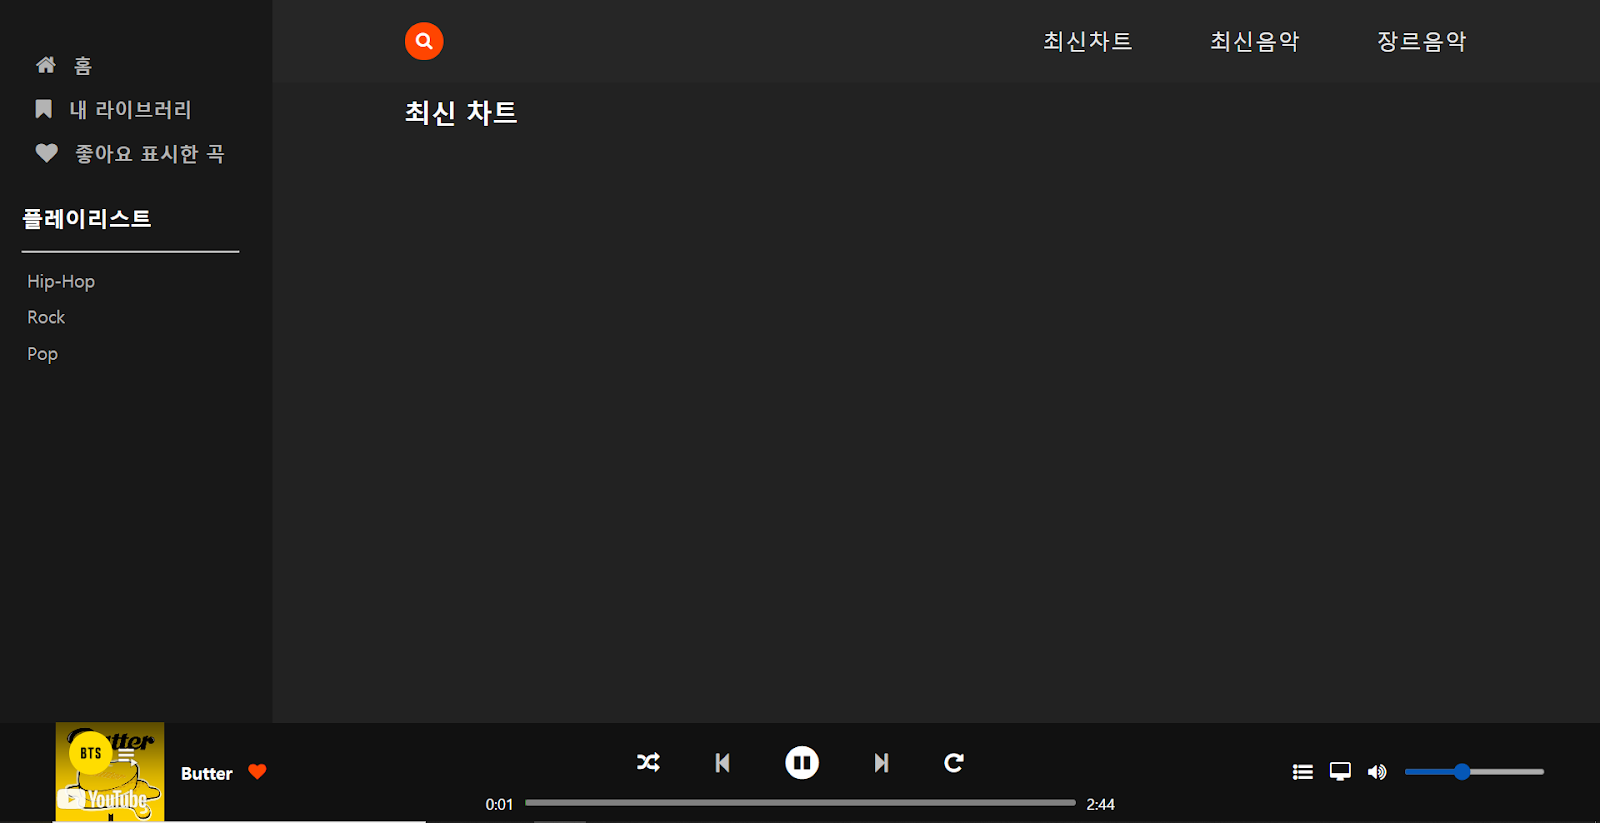 홈
내 라이브러리
좋아요 표시한 곡
플레이리스트
Hip-Hop
Rock
Pop
최신차트 최신음악 장르음악
최신 차트
BTS
YouTube
Butter
0:01
2:44